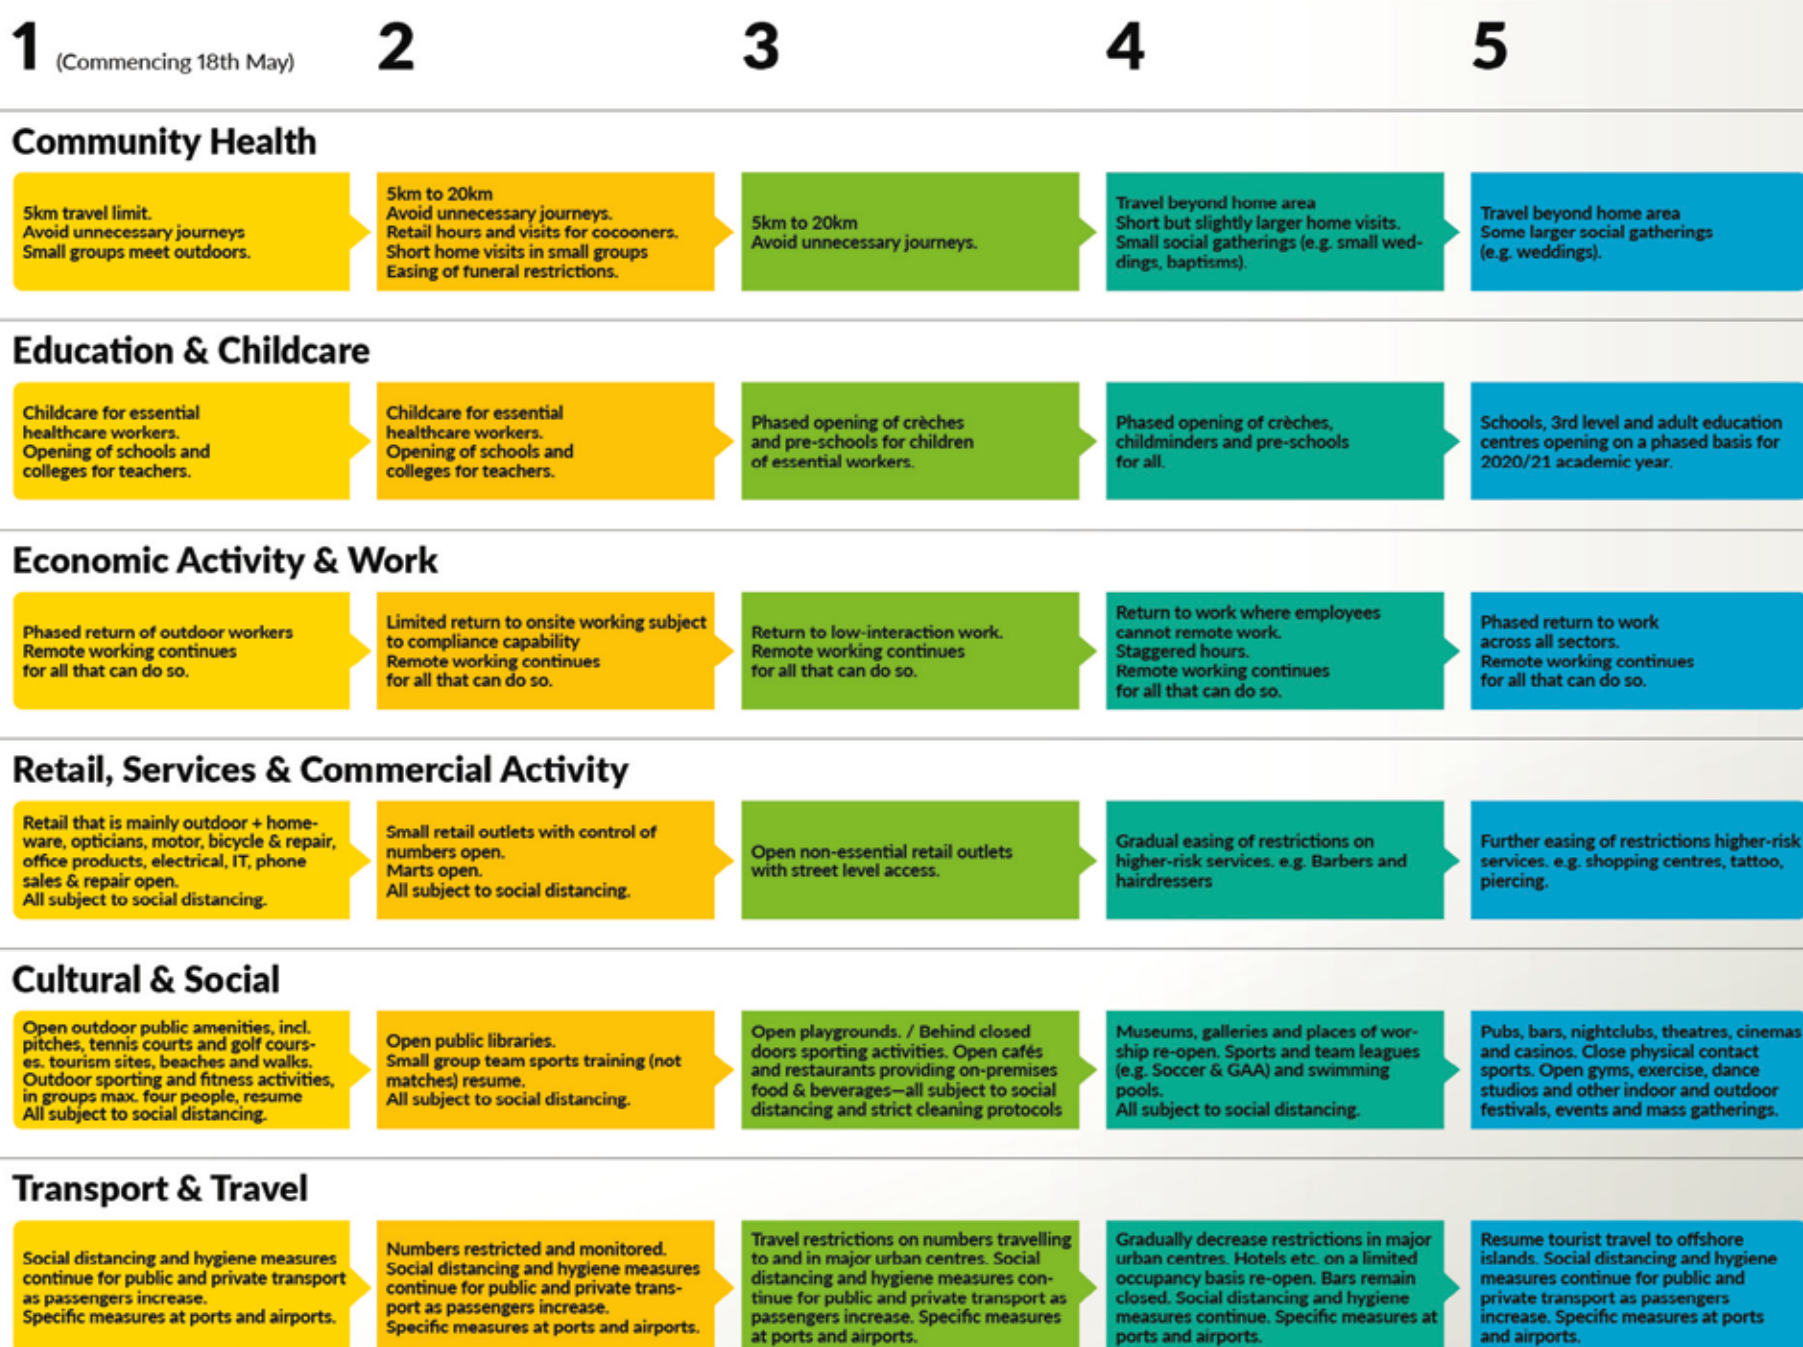 1 (Commencing 18th May)
2
3
4
5
Community Health
5km travel limit.
Avoid unnecessary journeys
Small groups meet outdoors.
5km to 20km
Avoid unnecessary journeys.
Retail hours and visits for cocooners.
Short home visits in small groups
Easing of funeral restrictions.
5km to 20km
Avoid unnecessary journeys.
Travel beyond home area
Short but slightly larger home visits.
Small social gatherings (e.g. small wed-
dings, baptisms).
Travel beyond home area
Some larger social gatherings
(e.g. weddings).
Education & Childcare
Childcare for essential
healthcare workers.
Opening of schools and
colleges for teachers.
Childcare for essential
healthcare workers.
Opening of schools and
colleges for teachers.
Phased opening of crèches
and pre-schools for children
of essential workers.
Phased opening of crèches,
childminders and pre-schools
for all.
Schools, 3rd level and adult education
centres opening on a phased basis for
2020/21 academic year.
Economic Activity & Work
Phased return of outdoor workers
Remote working continues
for all that can do so.
Limited return to onsite working subject
to compliance capability
Remote working continues
for all that can do so.
Return to low-interaction work.
Remote working continues
for all that can do so.
Return to work where employees
cannot remote work.
Staggered hours.
Remote working continues
for all that can do so.
Phased return to work
across all sectors.
Remote working continues
for all that can do so.
Retail, Services & Commercial Activity
Retail that is mainly outdoor + home-
ware, opticians, motor, bicycle & repair,
office products, electrical, IT, phone
sales & repair open.
All subject to social distancing.
Small retail outlets with control of
numbers open.
Marts open.
All subject to social distancing.
Open non-essential retail outlets
with street level access.
Gradual easing of restrictions on
higher-risk services. e.g. Barbers and
hairdressers
Further easing of restrictions higher-risk
services. e.g. shopping centres, tattoo,
piercing.
Cultural & Social
Open outdoor public amenities, incl.
pitches, tennis courts and golf cours-
es. tourism sites, beaches and walks.
Outdoor sporting and fitness activities,
in groups max. four people, resume
All subject to social distancing.
Open public libraries.
Small group team sports training (not
matches) resume.
All subject to social distancing.
Open playgrounds. / Behind closed
doors sporting activities. Open cafés
and restaurants providing on-premises
food & beverages—all subject to social
distancing and strict cleaning protocols
Museums, galleries and places of wor-
ship re-open. Sports and team leagues
(e.g. Soccer & GAA) and swimming
pools.
All subject to social distancing.
Pubs, bars, nightclubs, theatres, cinemas
and casinos. Close physical contact
sports. Open gyms, exercise, dance
studios and other indoor and outdoor
festivals, events and mass gatherings.
Transport & Travel
Social distancing and hygiene measures
continue for public and private transport
as passengers increase.
Specific measures at ports and airports.
Numbers restricted and monitored.
Social distancing and hygiene measures
continue for public and private trans-
port as passengers increase.
Specific measures at ports and airports.
Travel restrictions on numbers travelling
to and in major urban centres. Social
distancing and hygiene measures con-
tinue for public and private transport as
passengers increase. Specific measures
at ports and airports.
Gradually decrease restrictions in major
urban centres. Hotels etc. on a limited
occupancy basis re-open. Bars remain
closed. Social distancing and hygiene
measures continue. Specific measures at
ports and airports.
Resume tourist travel to offshore
islands. Social distancing and hygiene
measures continue for public and
private transport as passengers
increase. Specific measures at ports
and airports.